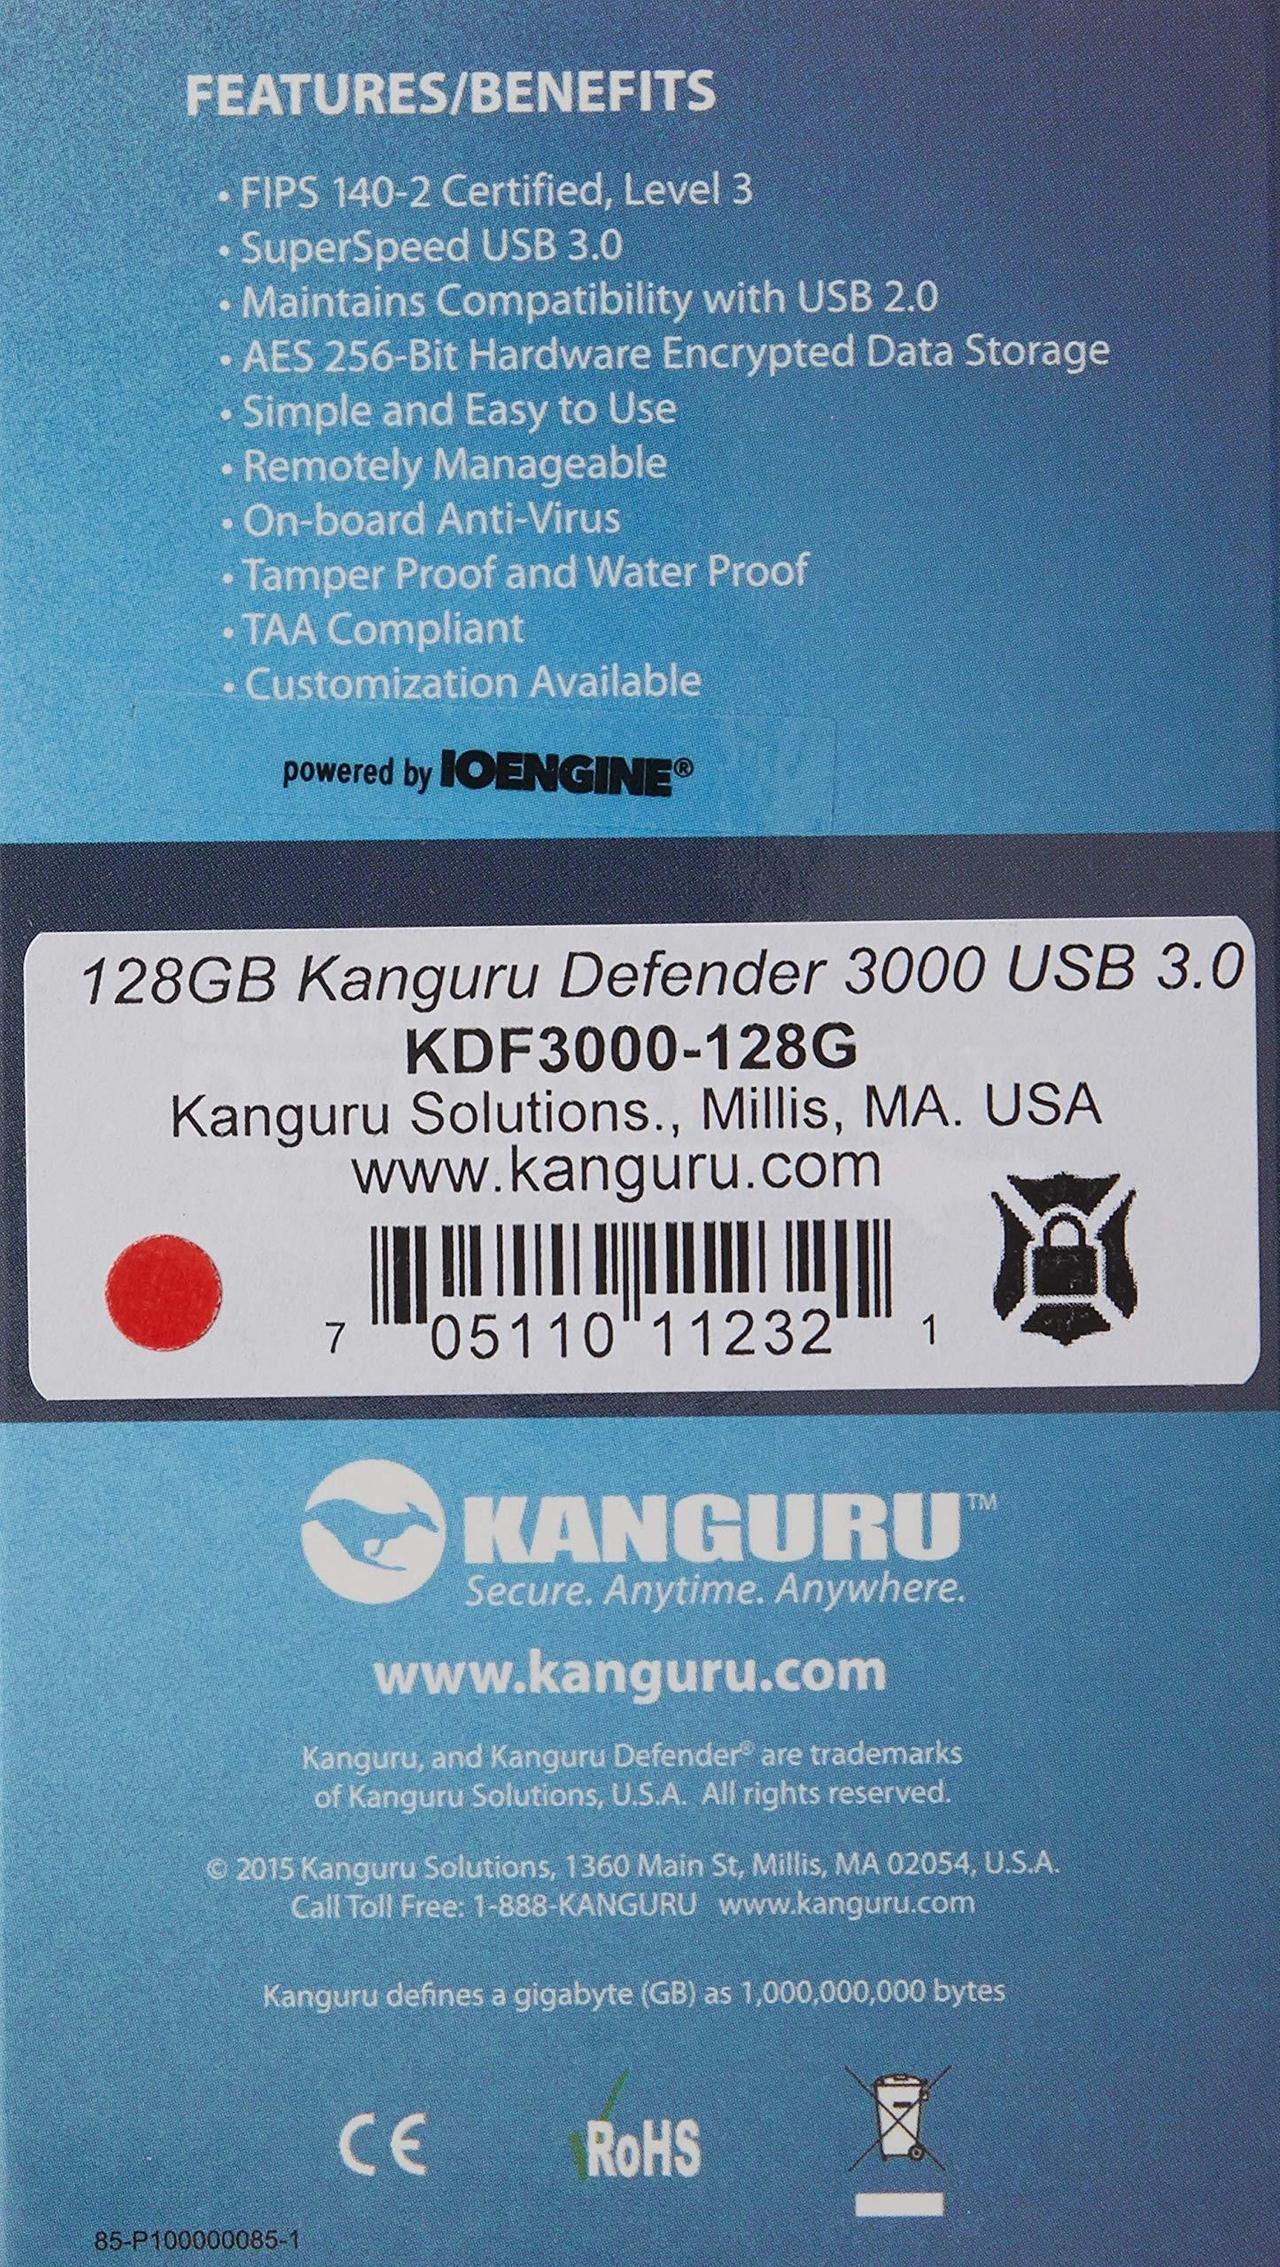 FEATURES/BENEFITS
• FIPS 140-2 Certified, Level 3
• SuperSpeed USB 3.0
• Maintains Compatibility with USB 2.0
• AES 256-Bit Hardware Encrypted Data Storage
• Simple and Easy to Use
• Remotely Manageable
• On-board Anti-Virus
• Tamper Proof and Water Proof
• TAA Compliant
• Customization Available
powered by IOENGINE®
128GB Kanguru Defender 3000 USB 3.0
KDF3000-128G
Kanguru Solutions., Millis, MA. USA
www.kanguru.com
7 05110 11232 1
KANGURU™
Secure. Anytime. Anywhere.
www.kanguru.com
Kanguru, and Kanguru Defender® are trademarks
of Kanguru Solutions, U.S.A. All rights reserved.
© 2015 Kanguru Solutions, 1360 Main St, Millis, MA 02054, U.S.A.
Call Toll Free: 1-888-KANGURU www.kanguru.com
Kanguru defines a gigabyte (GB) as 1,000,000,000 bytes
CE RoHS
85-P100000085-1